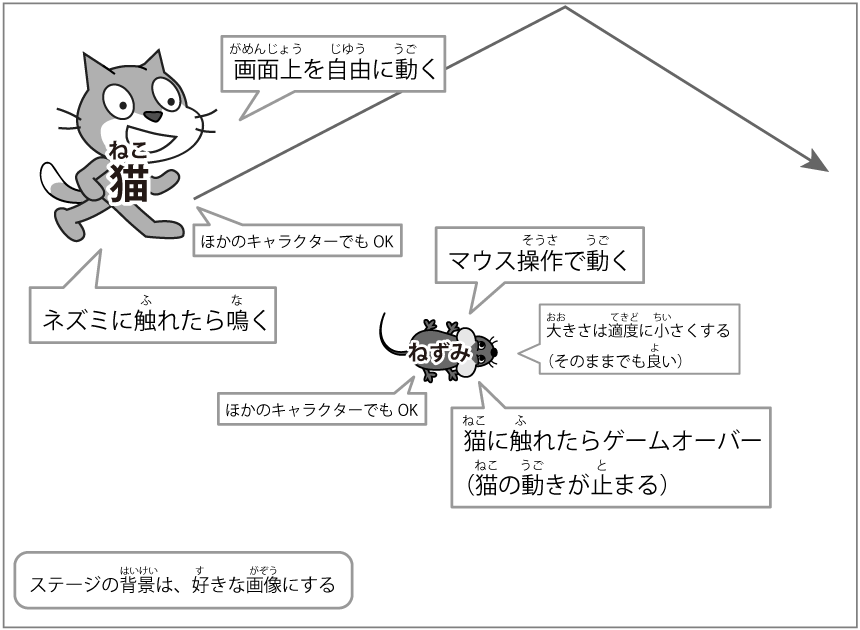 がめんじょう じゆう うご
画面上を自由に動く
ねこ
猫
ほかのキャラクターでも OK
そうさ うご
マウス操作で動く
ふ な
ネズミに触れたら鳴く
おお てきど ちい
大きさは適度に小さくする
よ
（そのままでも良い）
ねずみ
ほかのキャラクターでも OK
ねこ ふ
猫に触れたらゲームオーバー
ねこ うご と
（猫の動きが止まる）
はいけい す がぞう
ステージの背景は、好きな画像にする